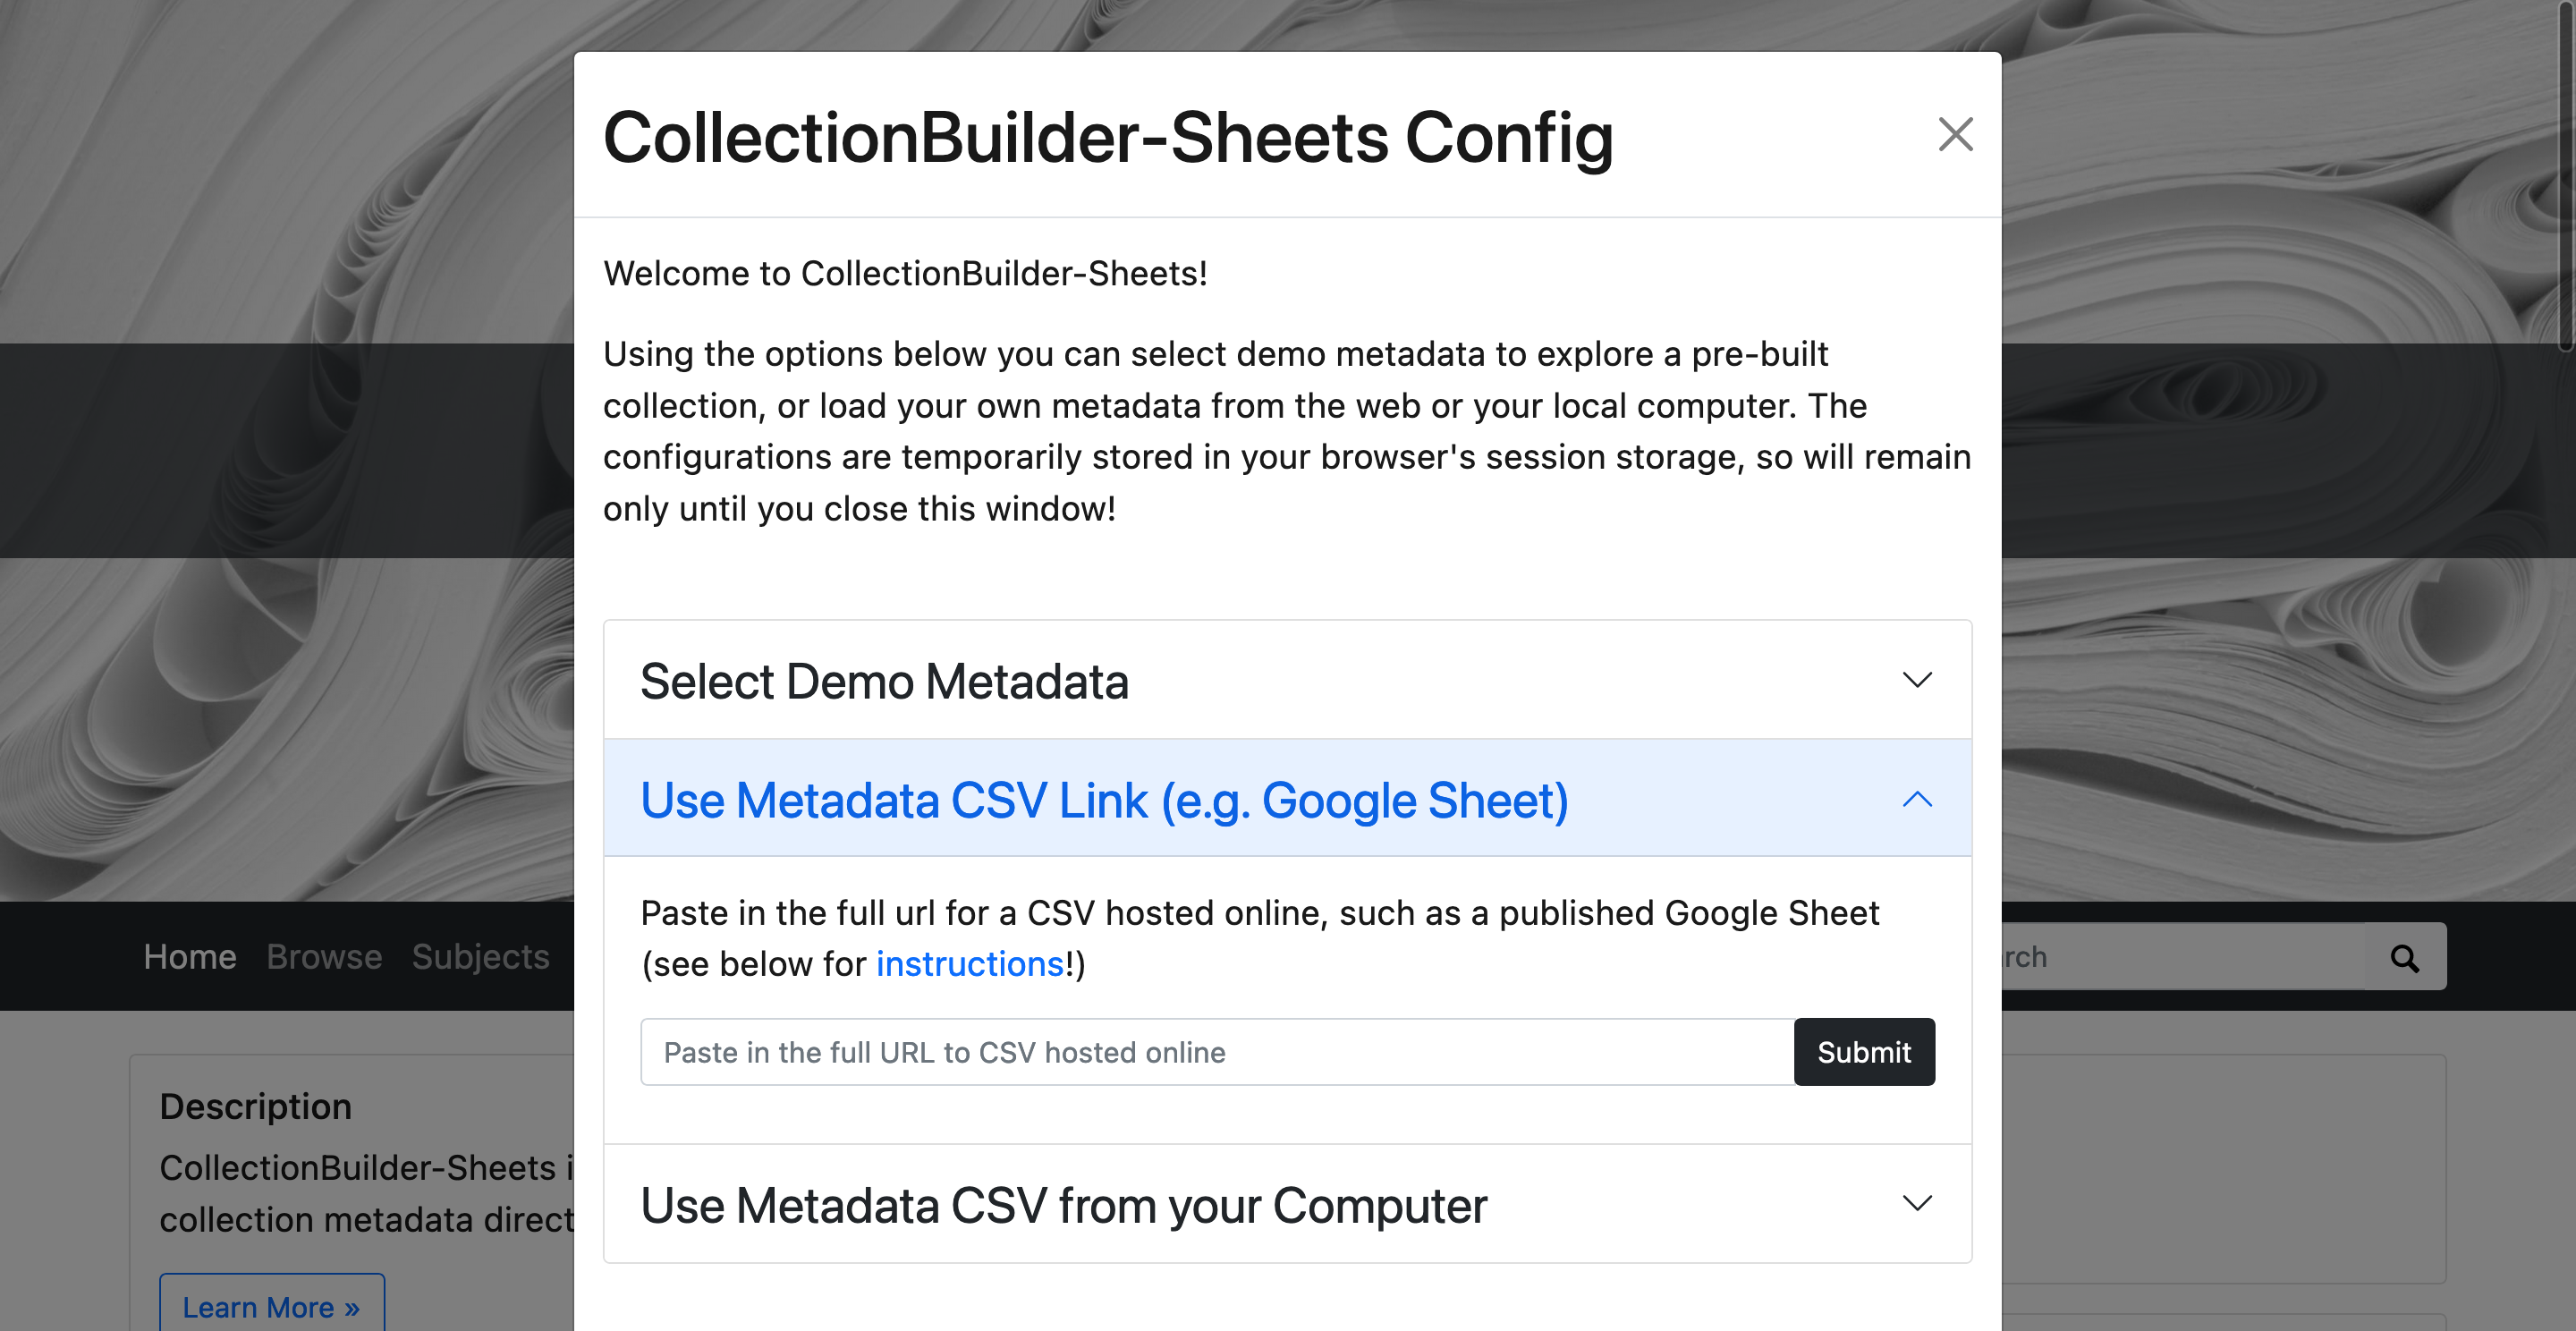 CollectionBuilder-Sheets Config
Welcome to CollectionBuilder-Sheets!
Using the options below you can select demo metadata to explore a pre-built
collection, or load your own metadata from the web or your local computer. The
configurations are temporarily stored in your browser's session storage, so will remain
only until you close this window!
Select Demo Metadata
Use Metadata CSV Link (e.g. Google Sheet)
Paste in the full url for a CSV hosted online, such as a published Google Sheet
(see below for instructions!)
Paste in the full URL to CSV hosted online
Submit
Use Metadata CSV from your Computer
Home Browse Subjects
Description
CollectionBuilder-Sheets
collection metadata
Learn More »